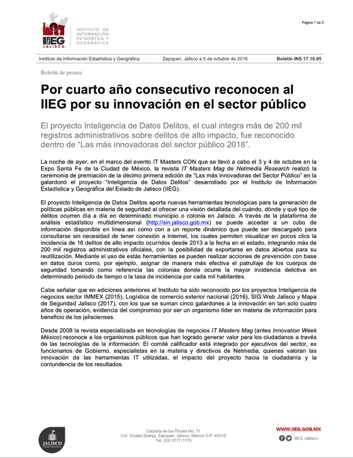 Página 1 de 5
IIEG
JALISCO
INSTITUTO DE
INFORMACIÓN
ESTADÍSTICA Y
GEOGRÁFICA
Instituto de Información Estadística y Geográfica Zapopan, Jalisco a 5 de octubre de 2018 Boletín INS 17.10.05
Boletín de prensa
Por cuarto año consecutivo reconocen al
IIEG por su innovación en el sector público
El proyecto Inteligencia de Datos Delitos, el cual integra más de 200 mil
registros administrativos sobre delitos de alto impacto, fue reconocido
dentro de “Las más innovadoras del sector público 2018”.
La noche de ayer, en el marco del evento IT Masters CON que se llevó a cabo el 3 y 4 de octubre en la
Expo Santa Fe de la Ciudad de México, la revista IT Masters Mag de Netmedia Research realizó la
ceremonia de premiación de la décimo primera edición de “Las más innovadoras del Sector Público” en la
galardonó el proyecto “Inteligencia de Datos Delitos” desarrollado por el Instituto de Información
Estadística y Geográfica del Estado de Jalisco (IIEG).
El proyecto Inteligencia de Datos Delitos aporta nuevas herramientas tecnológicas para la generación de
políticas públicas en materia de seguridad al ofrecer una visión detallada del cuándo, dónde y qué tipo de
delitos ocurren día a día en determinado municipio o colonia en Jalisco. A través de la plataforma de
análisis estadístico multidimensional (http://sin.jalisco.gob.mx) se puede acceder a un cubo de
información disponible en línea así como con a un reporte dinámico que puede ser descargado para
consultarse sin necesidad de tener conexión a internet, los cuales permiten visualizar en pocos clics la
incidencia de 16 delitos de alto impacto ocurridos desde 2013 a la fecha en el estado, integrando más de
200 mil registros administrativos oficiales, con la posibilidad de exportarse en datos abiertos para su
reutilización. Mediante el uso de estas herramientas se pueden realizar acciones de prevención con base
en datos duros como, por ejemplo, asignar de manera más efectiva el patrullaje de los cuerpos de
seguridad tomando como referencia las colonias donde ocurre la mayor incidencia delictiva en
determinado periodo de tiempo o la tasa de incidencia por cada mil habitantes.
Cabe señalar que en ediciones anteriores el Instituto ha sido reconocido por los proyectos Inteligencia de
negocios sector IMMEX (2015), Logística de comercio exterior nacional (2016), SIG Web Jalisco y Mapa
de Seguridad Jalisco (2017), con los que se suman cinco galardones a la innovación en tan solo cuatro
años de operación, evidencia del compromiso por ser un organismo líder en materia de información para
beneficio de los jaliscienses.
Desde 2008 la revista especializada en tecnologías de negocios IT Masters Mag (antes Innovation Week
México) reconoce a los organismos públicos que han logrado generar valor para los ciudadanos a través
de las tecnologías de la información. El comité calificador está integrado por ejecutivos del sector, ex
funcionarios de Gobierno, especialistas en la materia y directivos de Netmedia, quienes valoran las
innovación de las herramientas IT utilizadas, el impacto del proyecto hacia la ciudadanía y la
contundencia de los resultados.
JALISCO
Calzada de los Pirules No. 71
Col. Ciudad Granja, Zapopan, Jalisco, México C.P. 45010
Tel. (33) 3777-1770
WWW.IIEG.GOB.MX
IIEG Jalisco